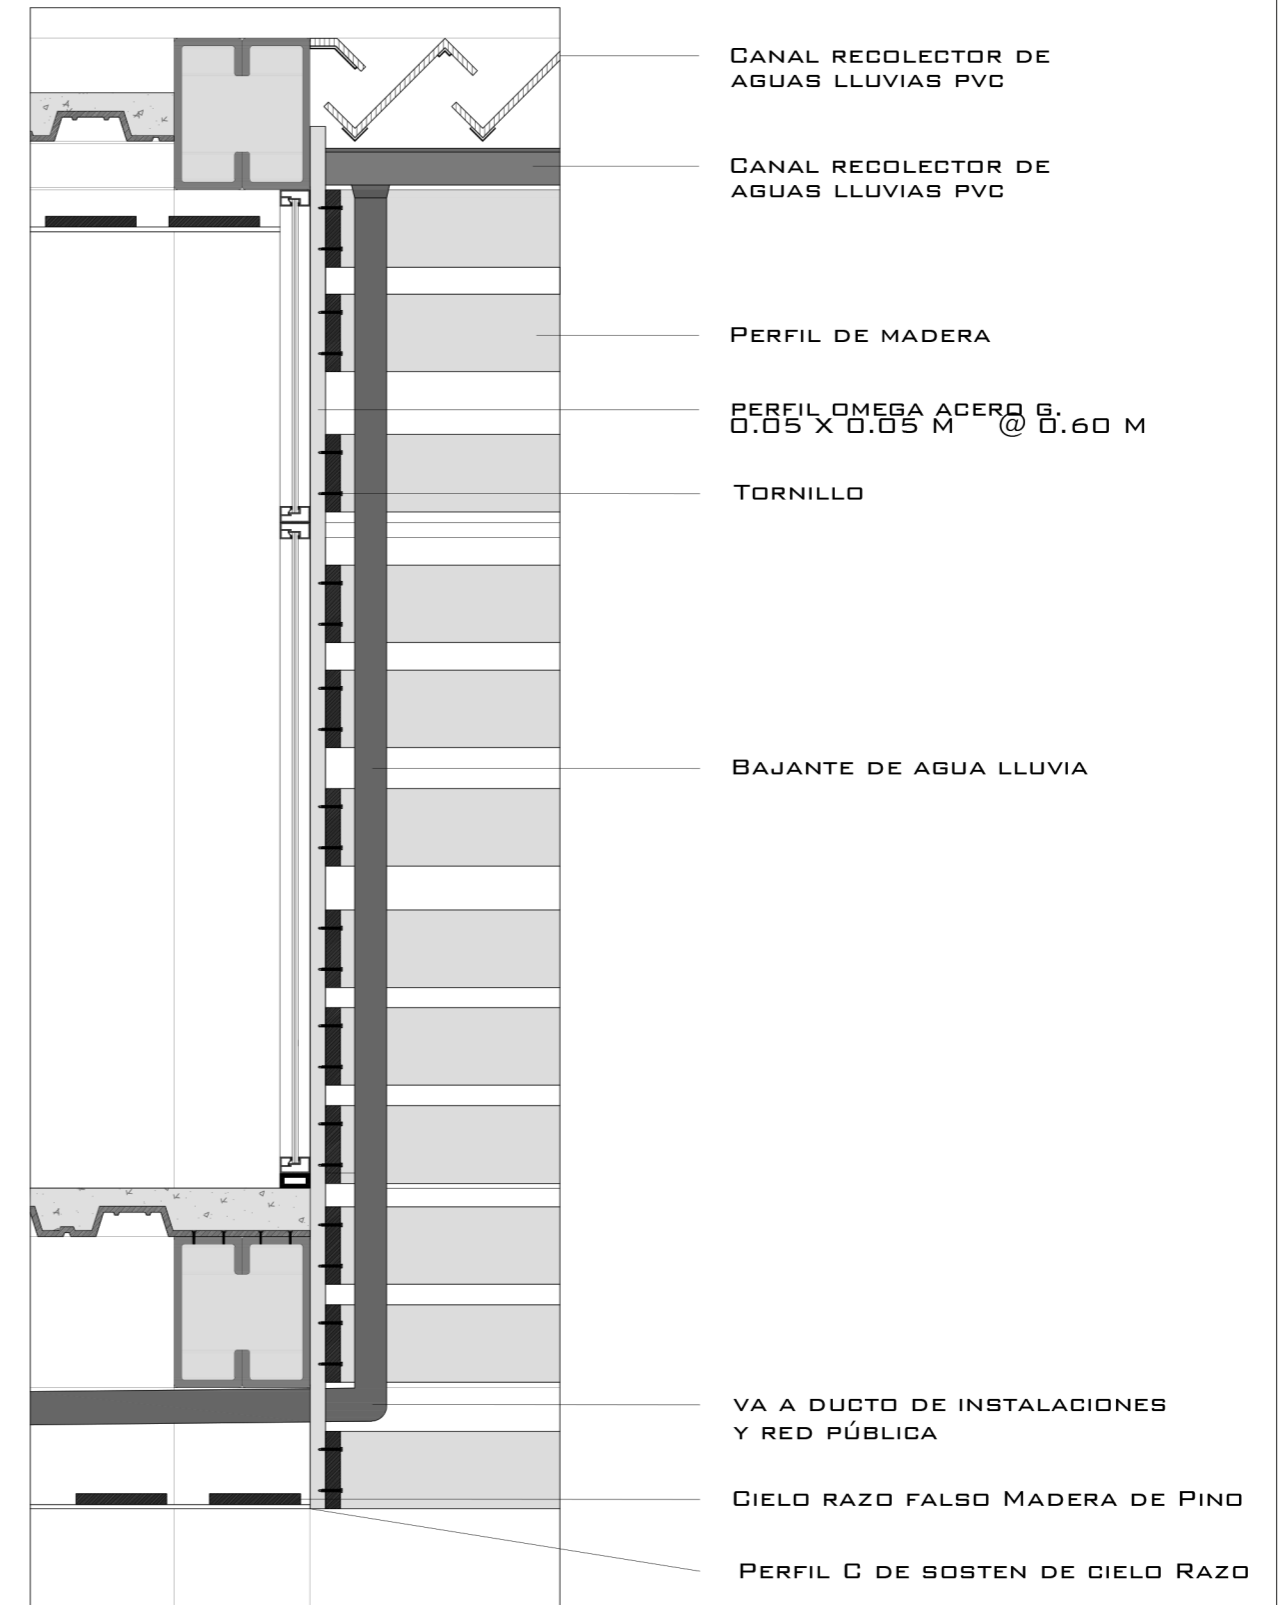 CANAL RECOLECTOR DE
AGUAS LLUVIAS PVC
CANAL RECOLECTOR DE
AGUAS LLUVIAS PVC
PERFIL DE MADERA
PERFIL OMEGA ACERO G.
0.05 X 0.05 M @ 0.60 M
TORNILLO
BAJANTE DE AGUA LLUVIA
VA A DUCTO DE INSTALACIONES
Y RED PÚBLICA
CIELO RAZO FALSO MADERA DE PINO
PERFIL C DE SOSTEN DE CIELO RAZO